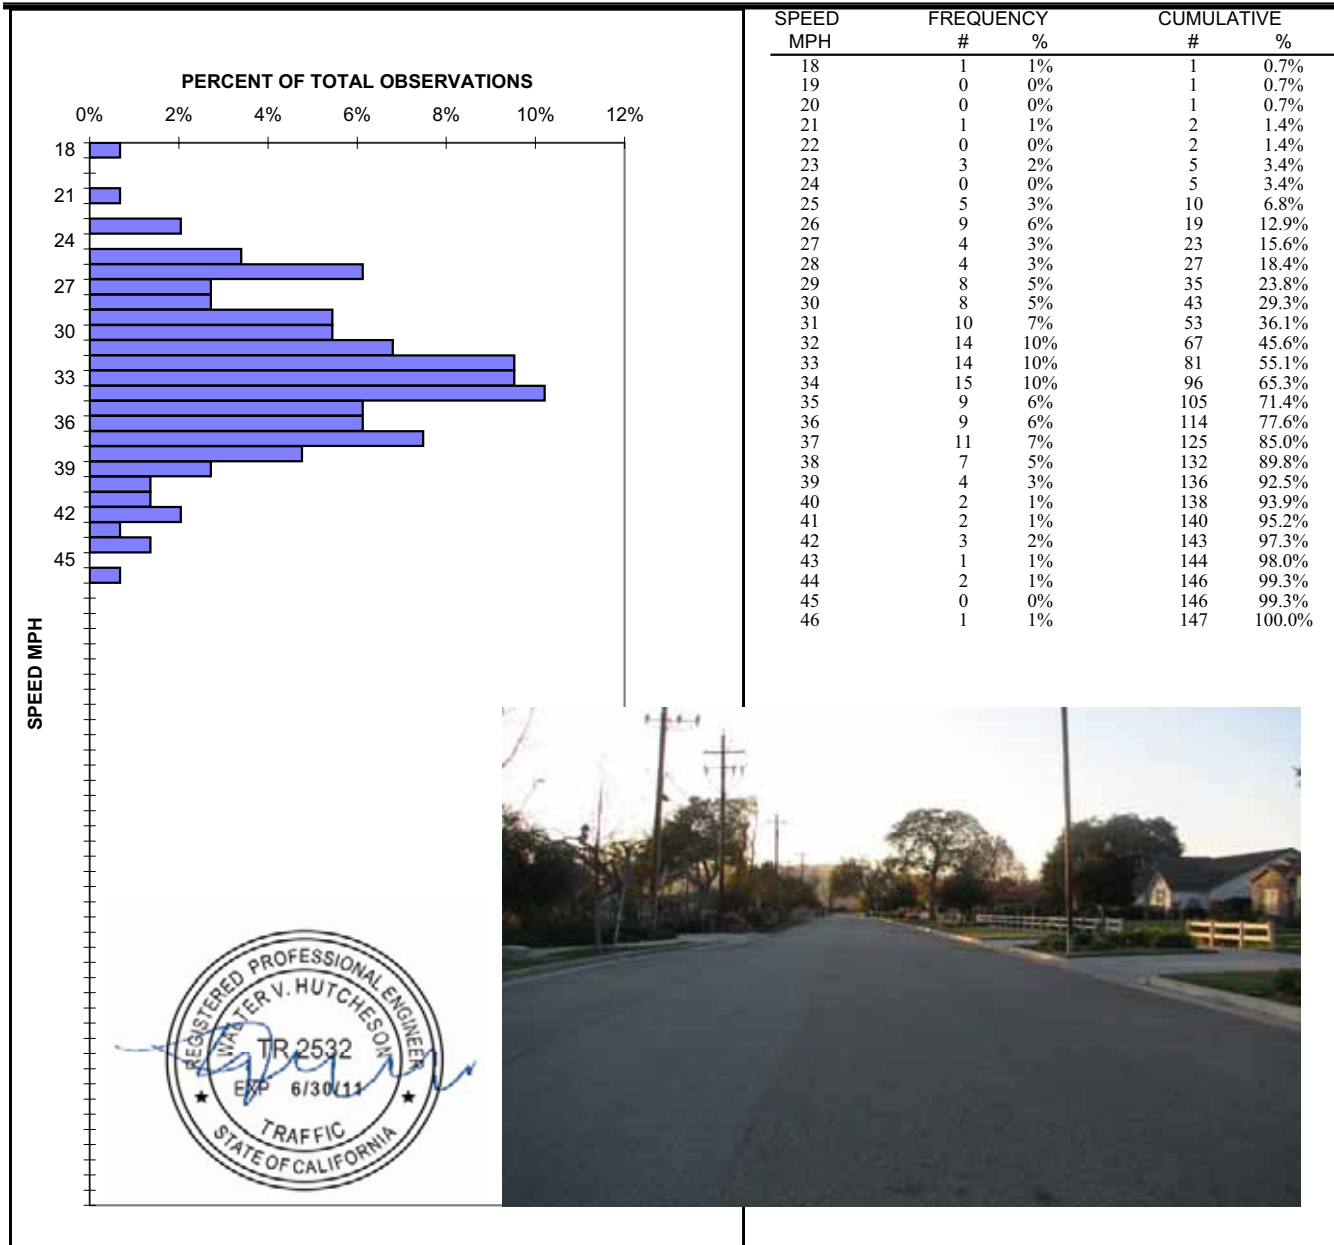 PERCENT OF TOTAL OBSERVATIONS
0% 2% 4% 6% 8% 10% 12%
18
21
24
27
30
33
36
39
42
45
SPEED MPH
REGISTERED PROFESSIONAL ENGINEER
WALTER V. HUTCHESON
TR 2532
EXP 6/30/11
TRAFFIC
STATE OF CALIFORNIA
SPEED FREQUENCY CUMULATIVE
MPH # % # %
18 1 1% 1 0.7%
19 0 0% 1 0.7%
20 0 0% 1 0.7%
21 1 1% 2 1.4%
22 0 0% 2 1.4%
23 3 2% 5 3.4%
24 0 0% 5 3.4%
25 5 3% 10 6.8%
26 9 6% 19 12.9%
27 4 3% 23 15.6%
28 4 3% 27 18.4%
29 8 5% 35 23.8%
30 8 5% 43 29.3%
31 10 7% 53 36.1%
32 14 10% 67 45.6%
33 14 10% 81 55.1%
34 15 10% 96 65.3%
35 9 6% 105 71.4%
36 9 6% 114 77.6%
37 11 7% 125 85.0%
38 7 5% 132 89.8%
39 4 3% 136 92.5%
40 2 1% 138 93.9%
41 2 1% 140 95.2%
42 3 2% 143 97.3%
43 1 1% 144 98.0%
44 2 1% 146 99.3%
45 0 0% 146 99.3%
46 1 1% 147 100.0%